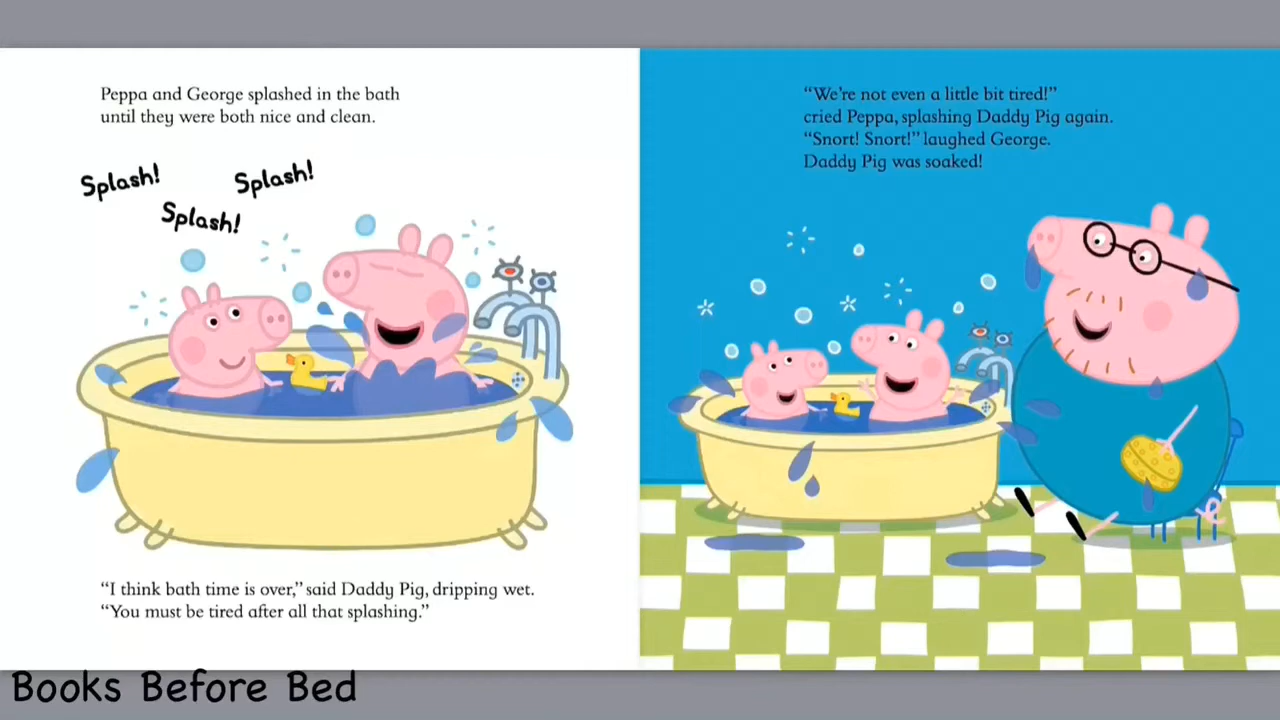 Peppa and George splashed in the bath
until they were both nice and clean.
Splash!
Splash!
Splash!
“I think bath time is over,” said Daddy Pig, dripping wet.
“You must be tired after all that splashing.”
“We’re not even a little bit tired!”
cried Peppa, splashing Daddy Pig again.
“Snort! Snort!” laughed George.
Daddy Pig was soaked!
Books Before Bed